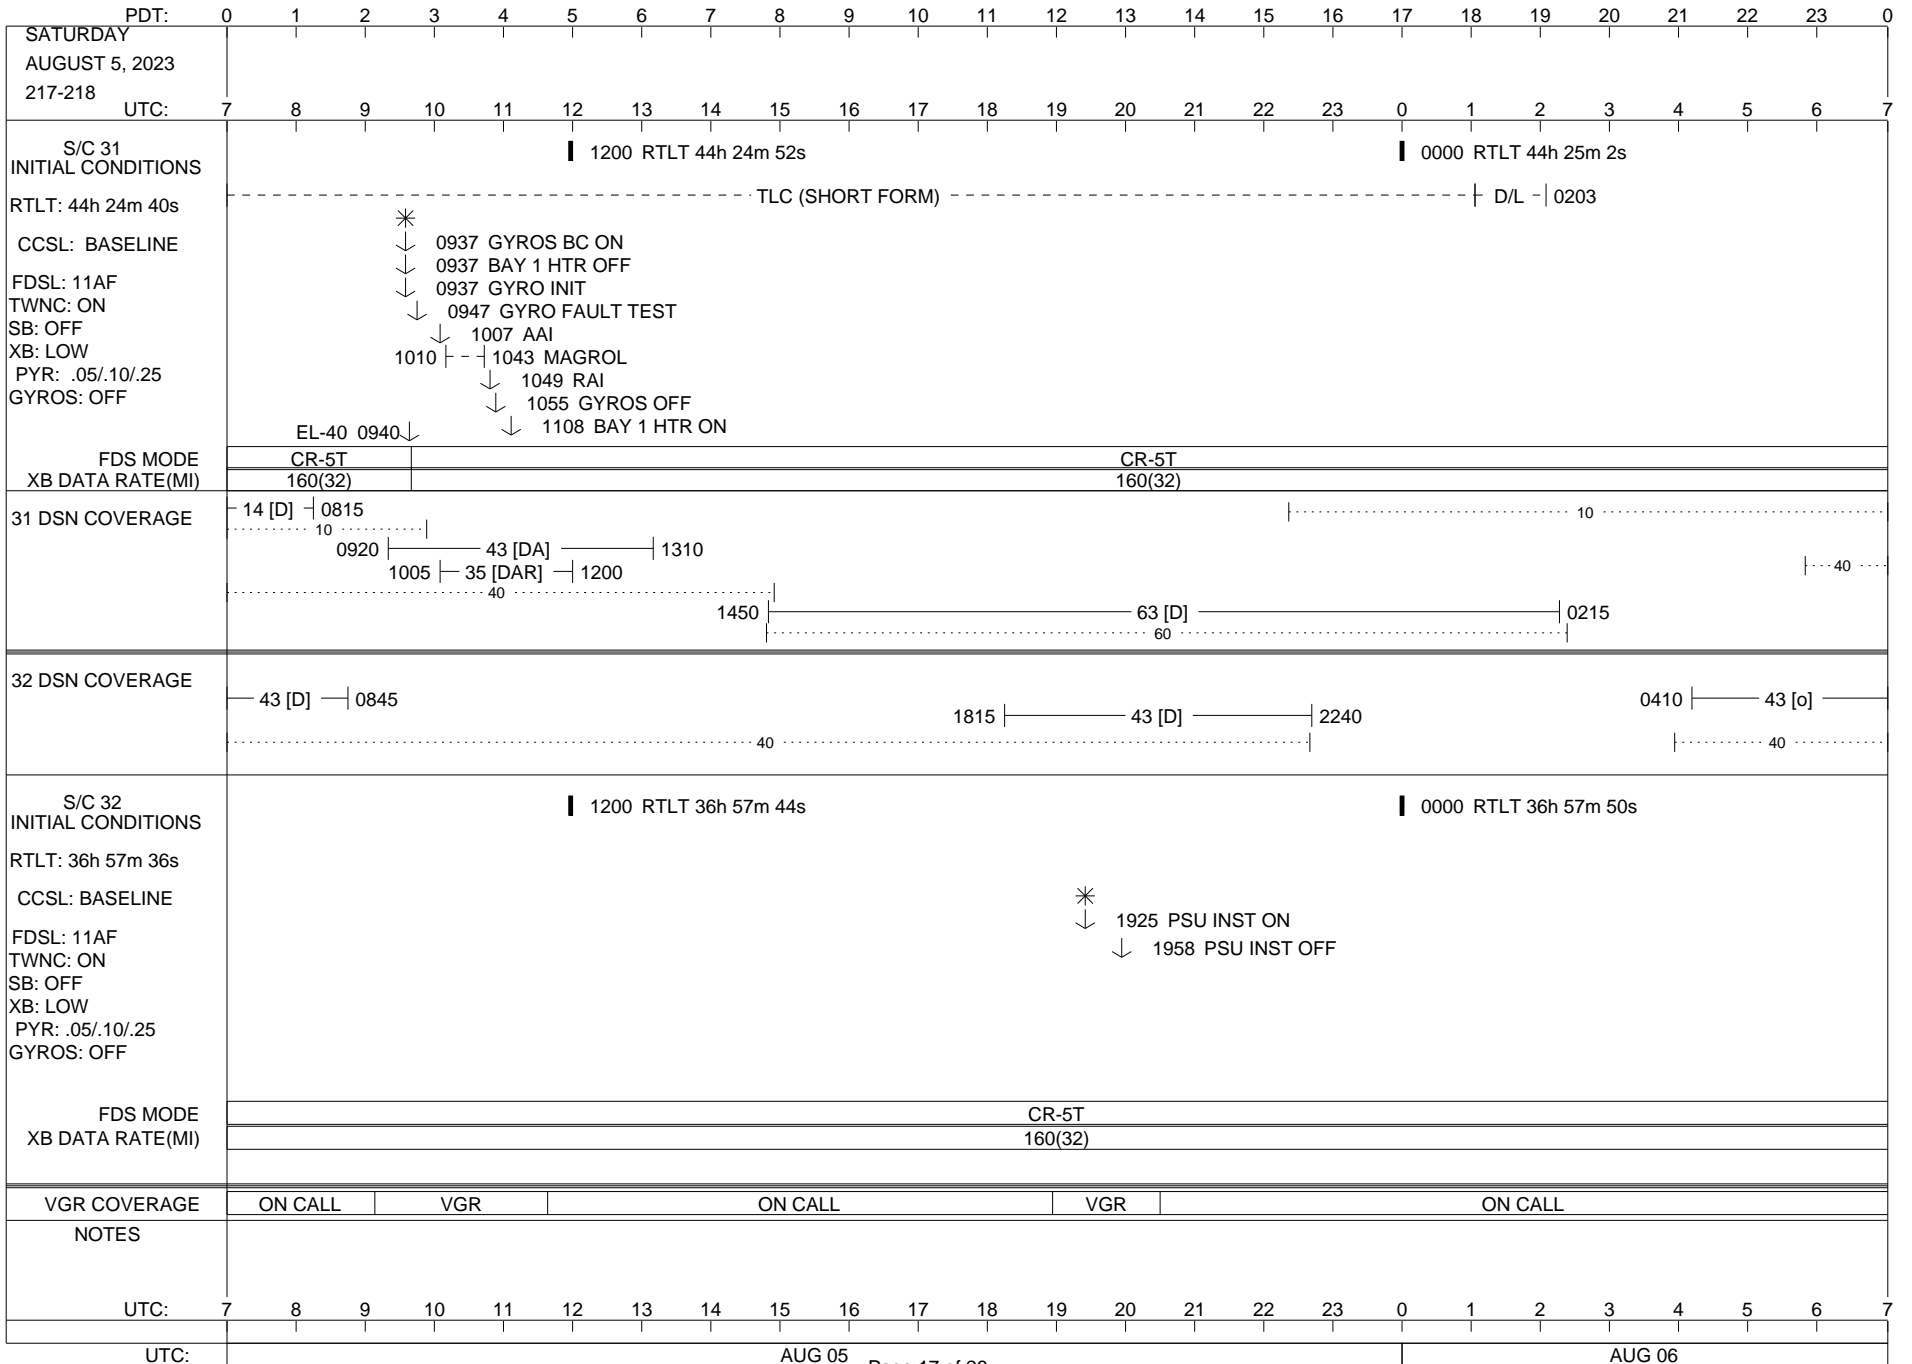 PDT: 0 1 2 3 4 5 6 7 8 9 10 11 12 13 14 15 16 17 18 19 20 21 22 23 0
SATURDAY
AUGUST 5, 2023
217-218
UTC: 7 8 9 10 11 12 13 14 15 16 17 18 19 20 21 22 23 0 1 2 3 4 5 6 7
S/C 31
INITIAL CONDITIONS
1200 RTLT 44h 24m 52s
0000 RTLT 44h 25m 2s
TLC (SHORT FORM)
D/L 0203
RTLT: 44h 24m 40s
CCSL: BASELINE
FDSL: 11AF
TWNC: ON
SB: OFF
XB: LOW
PYR: .05/.10/.25
GYROS: OFF
0937 GYROS BC ON
0937 BAY 1 HTR OFF
0937 GYRO INIT
0947 GYRO FAULT TEST
1007 AAI
1010 1043 MAGROL
1049 RAI
1055 GYROS OFF
1108 BAY 1 HTR ON
EL-40 0940
FDS MODE CR-5T CR-5T
XB DATA RATE(MI) 160(32) 160(32)
31 DSN COVERAGE
14 [D] 0815
10
10
0920 43 [DA] 1310
1005 35 [DAR] 1200
40
40
1450 63 [D] 0215
60
32 DSN COVERAGE
43 [D] 0845
0410 43 [o]
1815 43 [D] 2240
40
40
S/C 32
INITIAL CONDITIONS
1200 RTLT 36h 57m 44s
0000 RTLT 36h 57m 50s
RTLT: 36h 57m 36s
CCSL: BASELINE
FDSL: 11AF
TWNC: ON
SB: OFF
XB: LOW
PYR: .05/.10/.25
GYROS: OFF
1925 PSU INST ON
1958 PSU INST OFF
FDS MODE CR-5T
XB DATA RATE(MI) 160(32)
VGR COVERAGE ON CALL VGR ON CALL VGR ON CALL
NOTES
UTC: 7 8 9 10 11 12 13 14 15 16 17 18 19 20 21 22 23 0 1 2 3 4 5 6 7
UTC: AUG 05 AUG 06